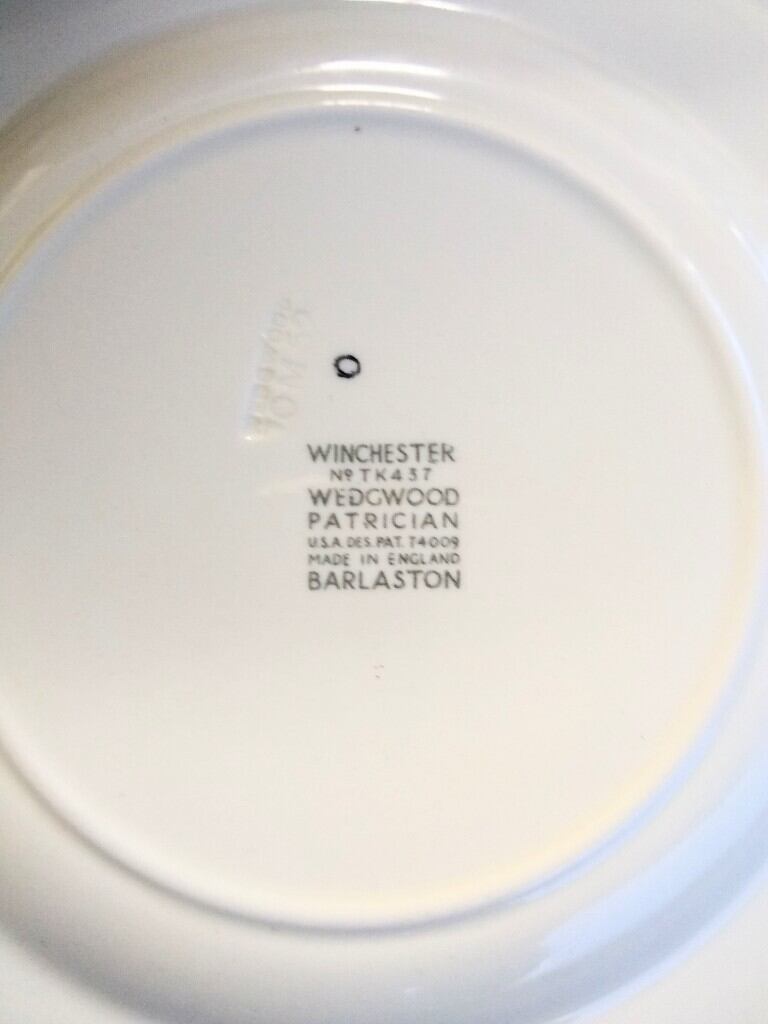 WINCHESTER
Nº TK437
WEDGWOOD
PATRICIAN
U.S.A. DES. PAT. 74009
MADE IN ENGLAND
BARLASTON